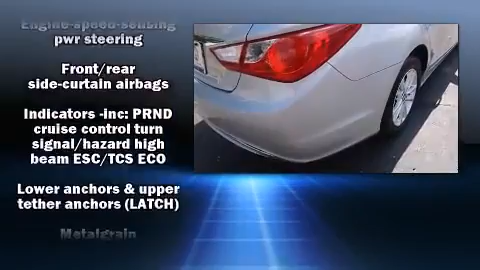 Engine-speed-sensing
pwr steering
Front/rear
side-curtain airbags
Indicators -inc: PRND
cruise control turn
signal/hazard high
beam ESC/TCS ECO
Lower anchors & upper
tether anchors (LATCH)
Metalgrain